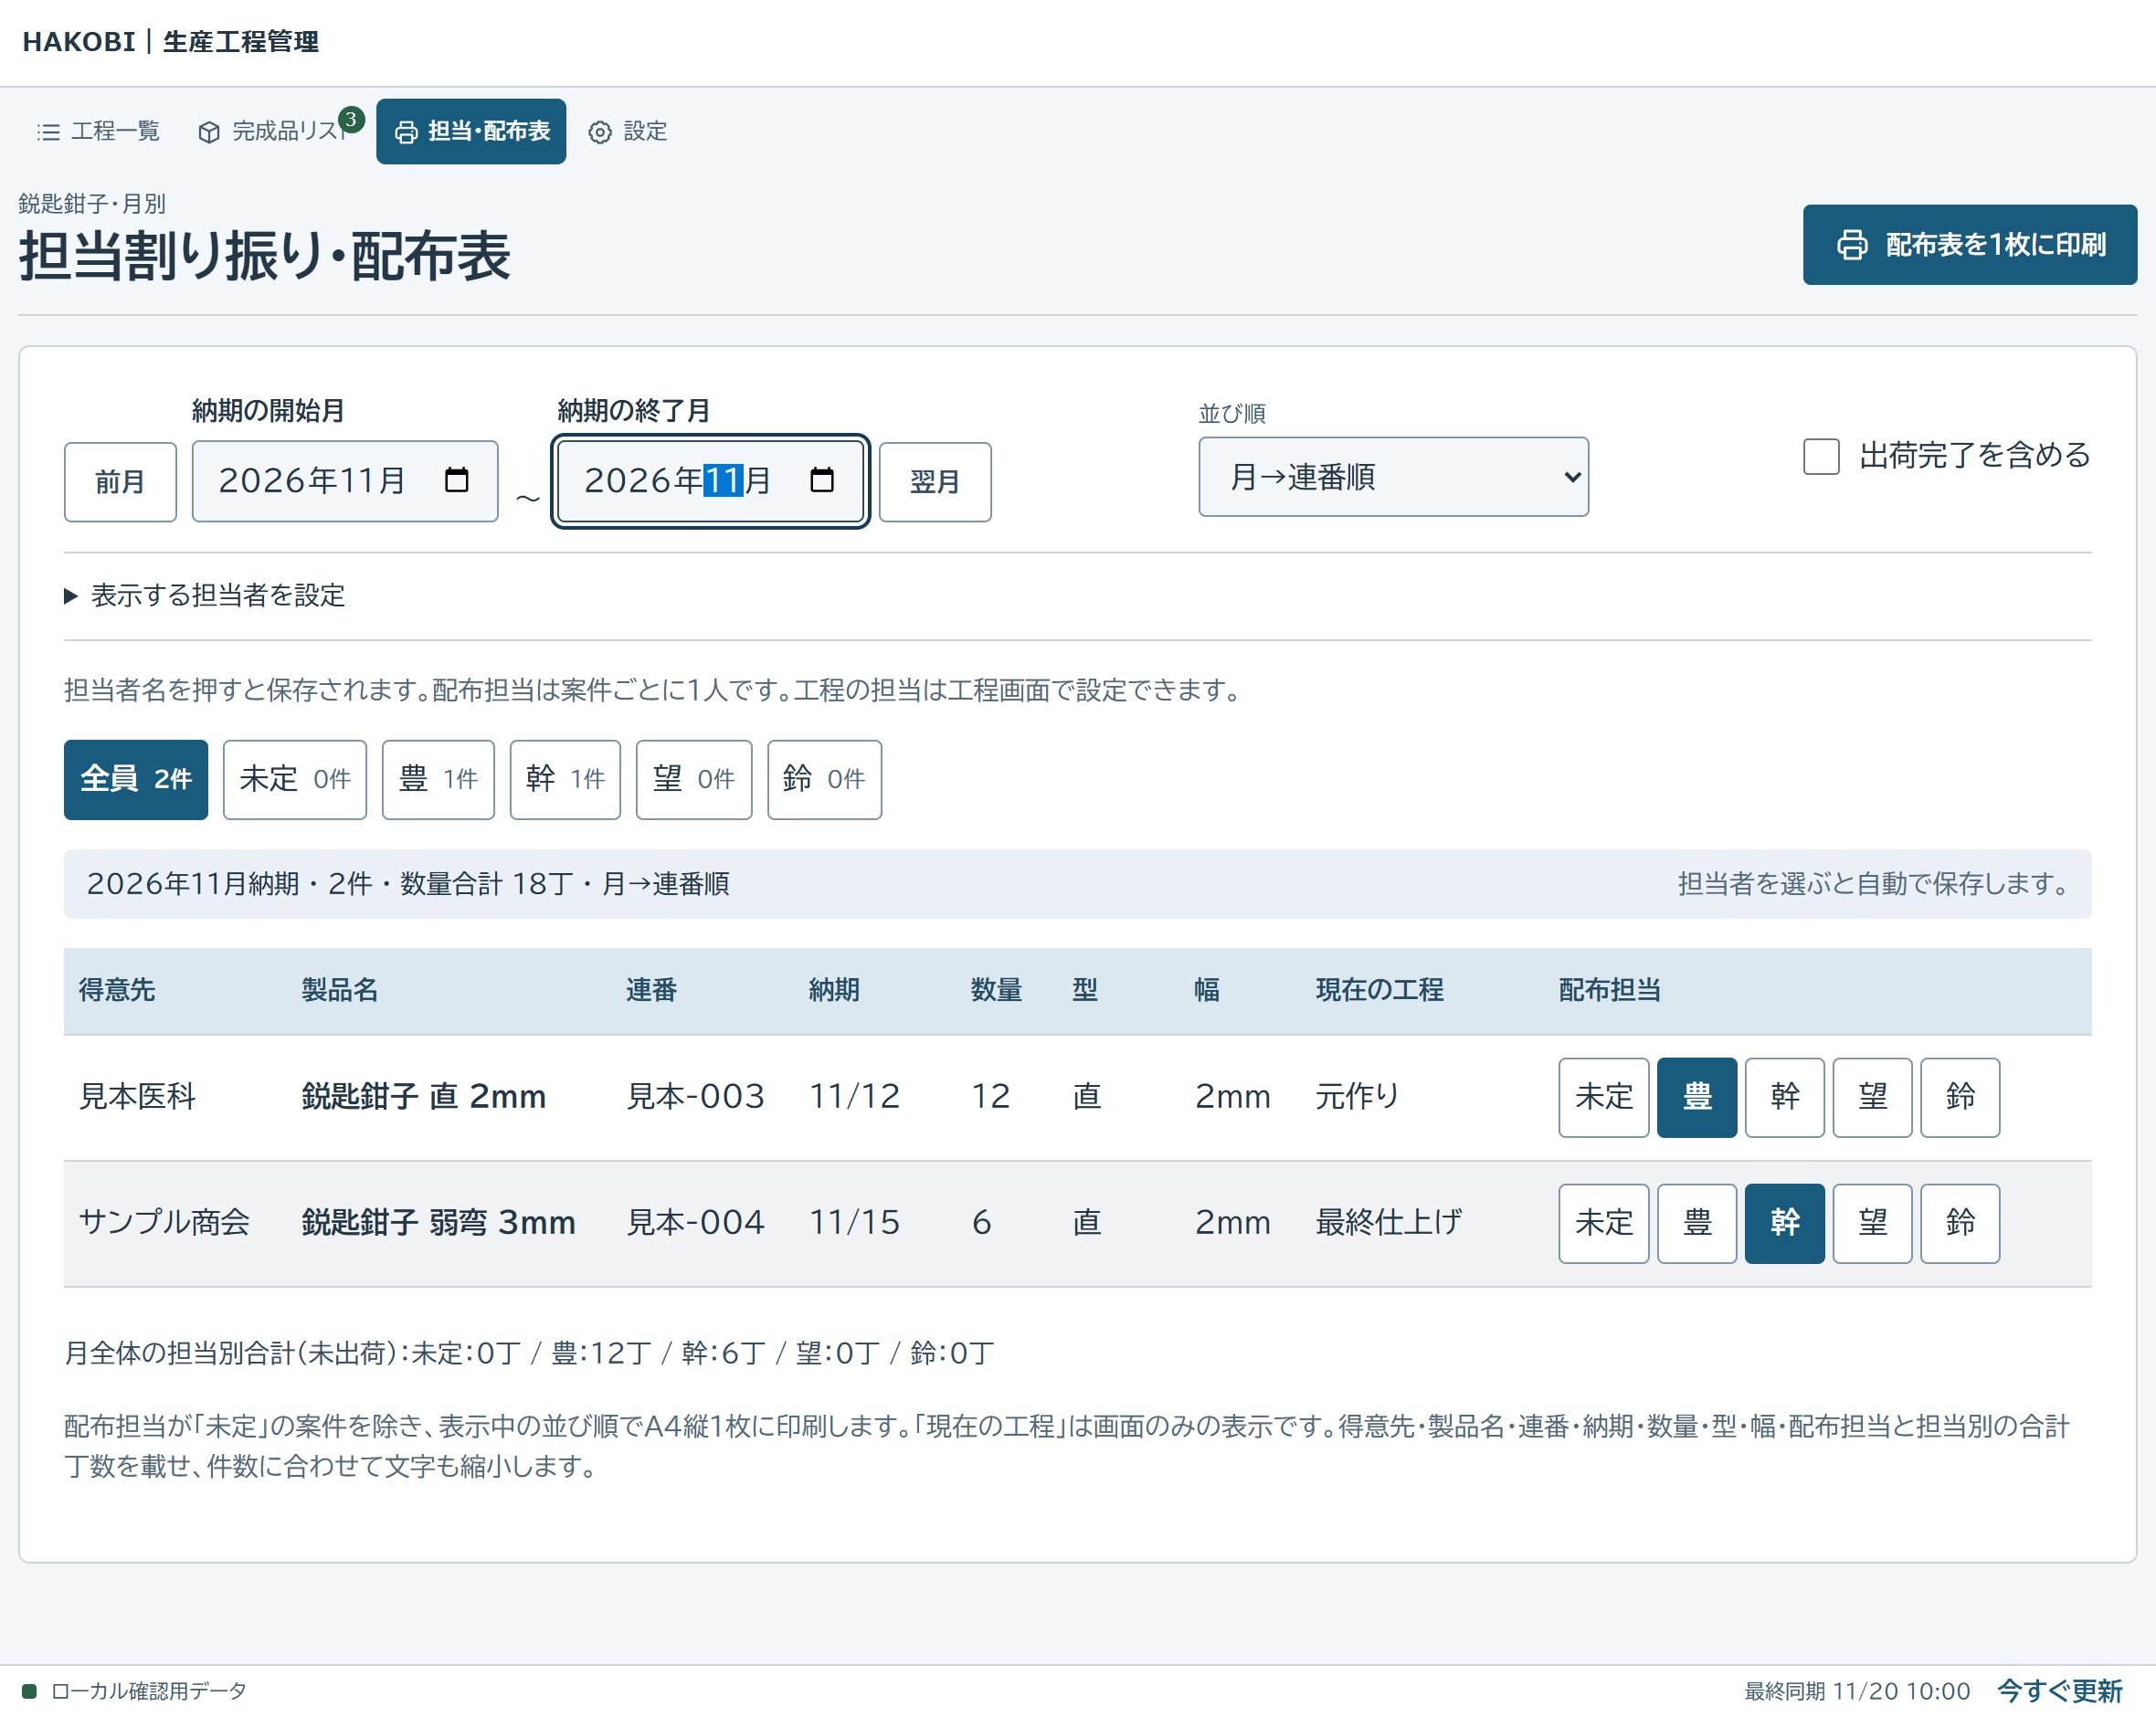 HAKOBI｜生産工程管理
工程一覧 完成品リスト 3 担当・配布表 設定
鋭匙鉗子・月別
担当割り振り・配布表
配布表を1枚に印刷
納期の開始月 納期の終了月 並び順
前月 2026年11月 ～ 2026年11月 翌月 月→連番順 出荷完了を含める
▶ 表示する担当者を設定
担当者名を押すと保存されます。配布担当は案件ごとに1人です。工程の担当は工程画面で設定できます。
全員 2件 未定 0件 豊 1件 幹 1件 望 0件 鈴 0件
2026年11月納期・2件・数量合計 18丁・月→連番順 担当者を選ぶと自動で保存します。
得意先 製品名 連番 納期 数量 型 幅 現在の工程 配布担当
見本医科 鋭匙鉗子 直 2mm 見本-003 11/12 12 直 2mm 元作り 未定 豊 幹 望 鈴
サンプル商会 鋭匙鉗子 弱弯 3mm 見本-004 11/15 6 直 2mm 最終仕上げ 未定 豊 幹 望 鈴
月全体の担当別合計（未出荷）：未定：0丁 / 豊：12丁 / 幹：6丁 / 望：0丁 / 鈴：0丁
配布担当が「未定」の案件を除き、表示中の並び順でA4縦1枚に印刷します。「現在の工程」は画面のみの表示です。得意先・製品名・連番・納期・数量・型・幅・配布担当と担当別の合計
丁数を載せ、件数に合わせて文字も縮小します。
ローカル確認用データ 最終同期 11/20 10:00 今すぐ更新